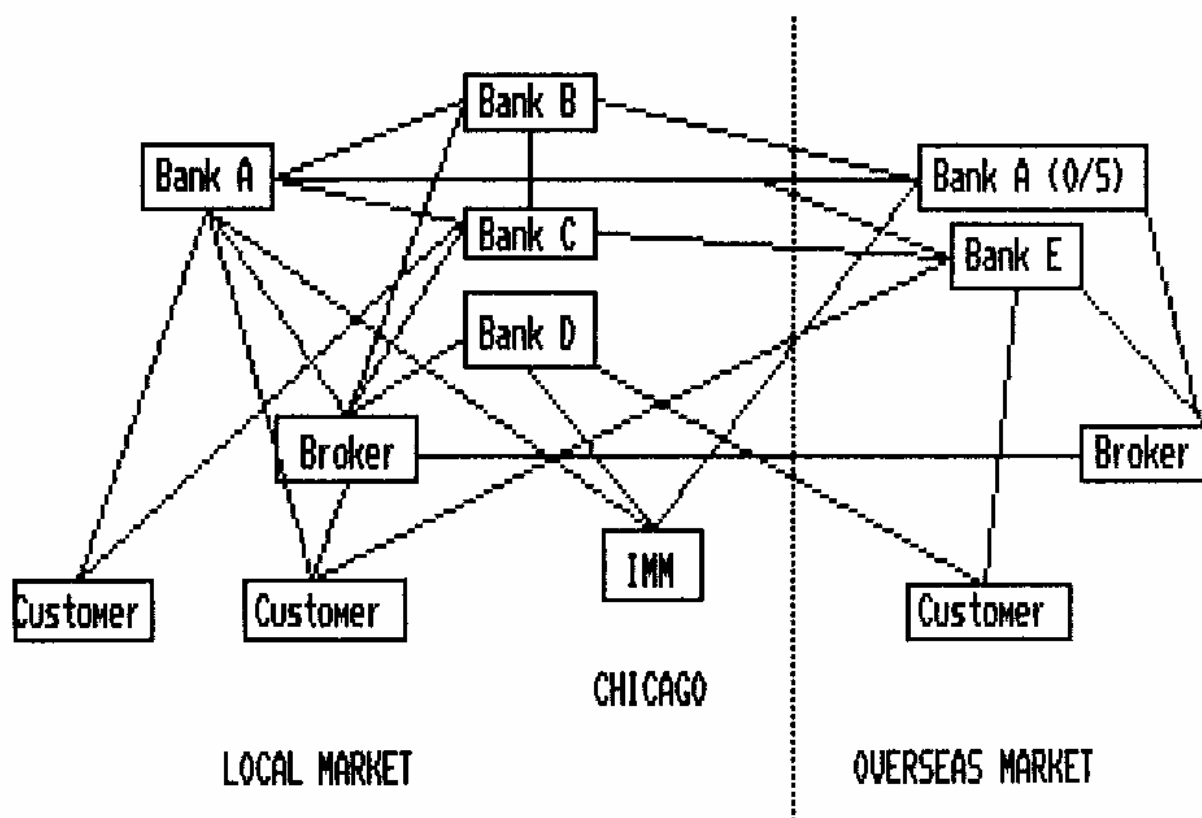 Bank B
Bank A
Bank A (O/S)
Bank C
Bank E
Bank D
Broker
Broker
IMM
Customer
Customer
Customer
CHICAGO
LOCAL MARKET
OVERSEAS MARKET